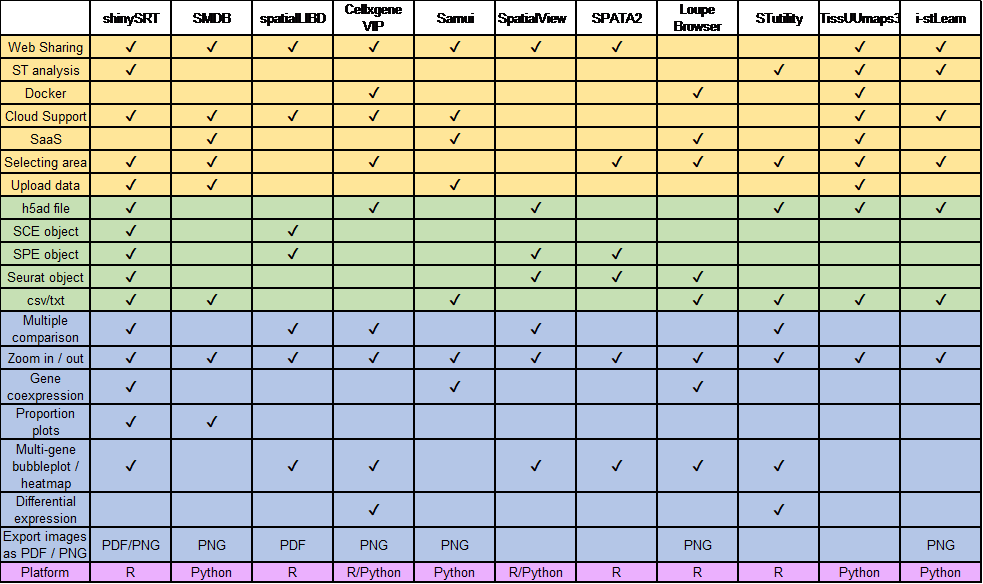 shinySRT SMDB spatialLIBD Cellxgene VIP Samui SpatialView SPATA2 Loupe Browser STutility TissUUmaps3 i-stLearn
Web Sharing ✓ ✓ ✓ ✓ ✓ ✓ ✓ ✓ ✓
ST analysis ✓ ✓ ✓ ✓
Docker ✓ ✓ ✓
Cloud Support ✓ ✓ ✓ ✓ ✓ ✓ ✓
SaaS ✓ ✓ ✓ ✓
Selecting area ✓ ✓ ✓ ✓ ✓ ✓ ✓ ✓
Upload data ✓ ✓ ✓ ✓
h5ad file ✓ ✓ ✓ ✓ ✓ ✓
SCE object ✓ ✓
SPE object ✓ ✓ ✓ ✓
Seurat object ✓ ✓ ✓ ✓
csv/txt ✓ ✓ ✓ ✓ ✓ ✓ ✓
Multiple
comparison ✓ ✓ ✓ ✓ ✓
Zoom in / out ✓ ✓ ✓ ✓ ✓ ✓ ✓ ✓ ✓ ✓ ✓
Gene
coexpression ✓ ✓ ✓
Proportion
plots ✓ ✓
Multi-gene
bubbleplot /
heatmap ✓ ✓ ✓ ✓ ✓ ✓ ✓
Differential
expression ✓ ✓
Export images
as PDF / PNG PDF/PNG PNG PDF PNG PNG PNG PNG
Platform R Python R R/Python Python R/Python R R R Python Python